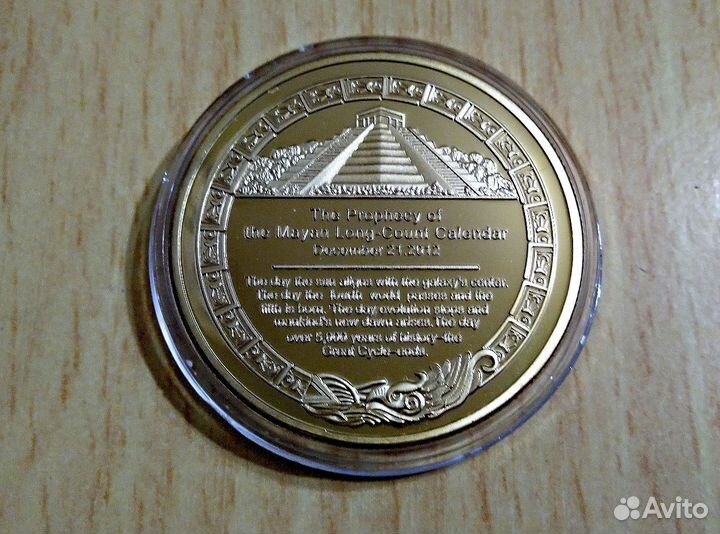 The Prophecy of
the Mayan Long-Count Calendar
December 21,2012
The day the sun aligns with the galaxy's center.
The day the fourth world passes and the
fifth is born. The day evolution stops and
mankind's new dawn arises. The day
over 5,000 years of history-the
Great Cycle-ends.
Avito